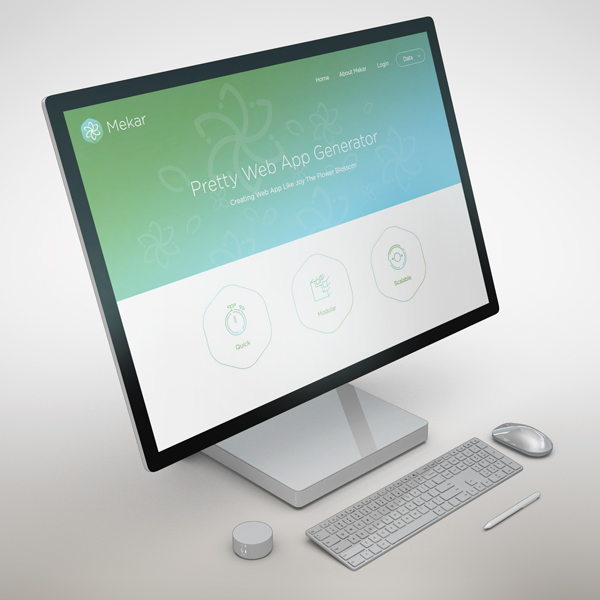 Home About Mekar Login Data
Mekar
Pretty Web App Generator
Creating Web App Like Joy The Flower Blossom
Quick
Modular
Scalable